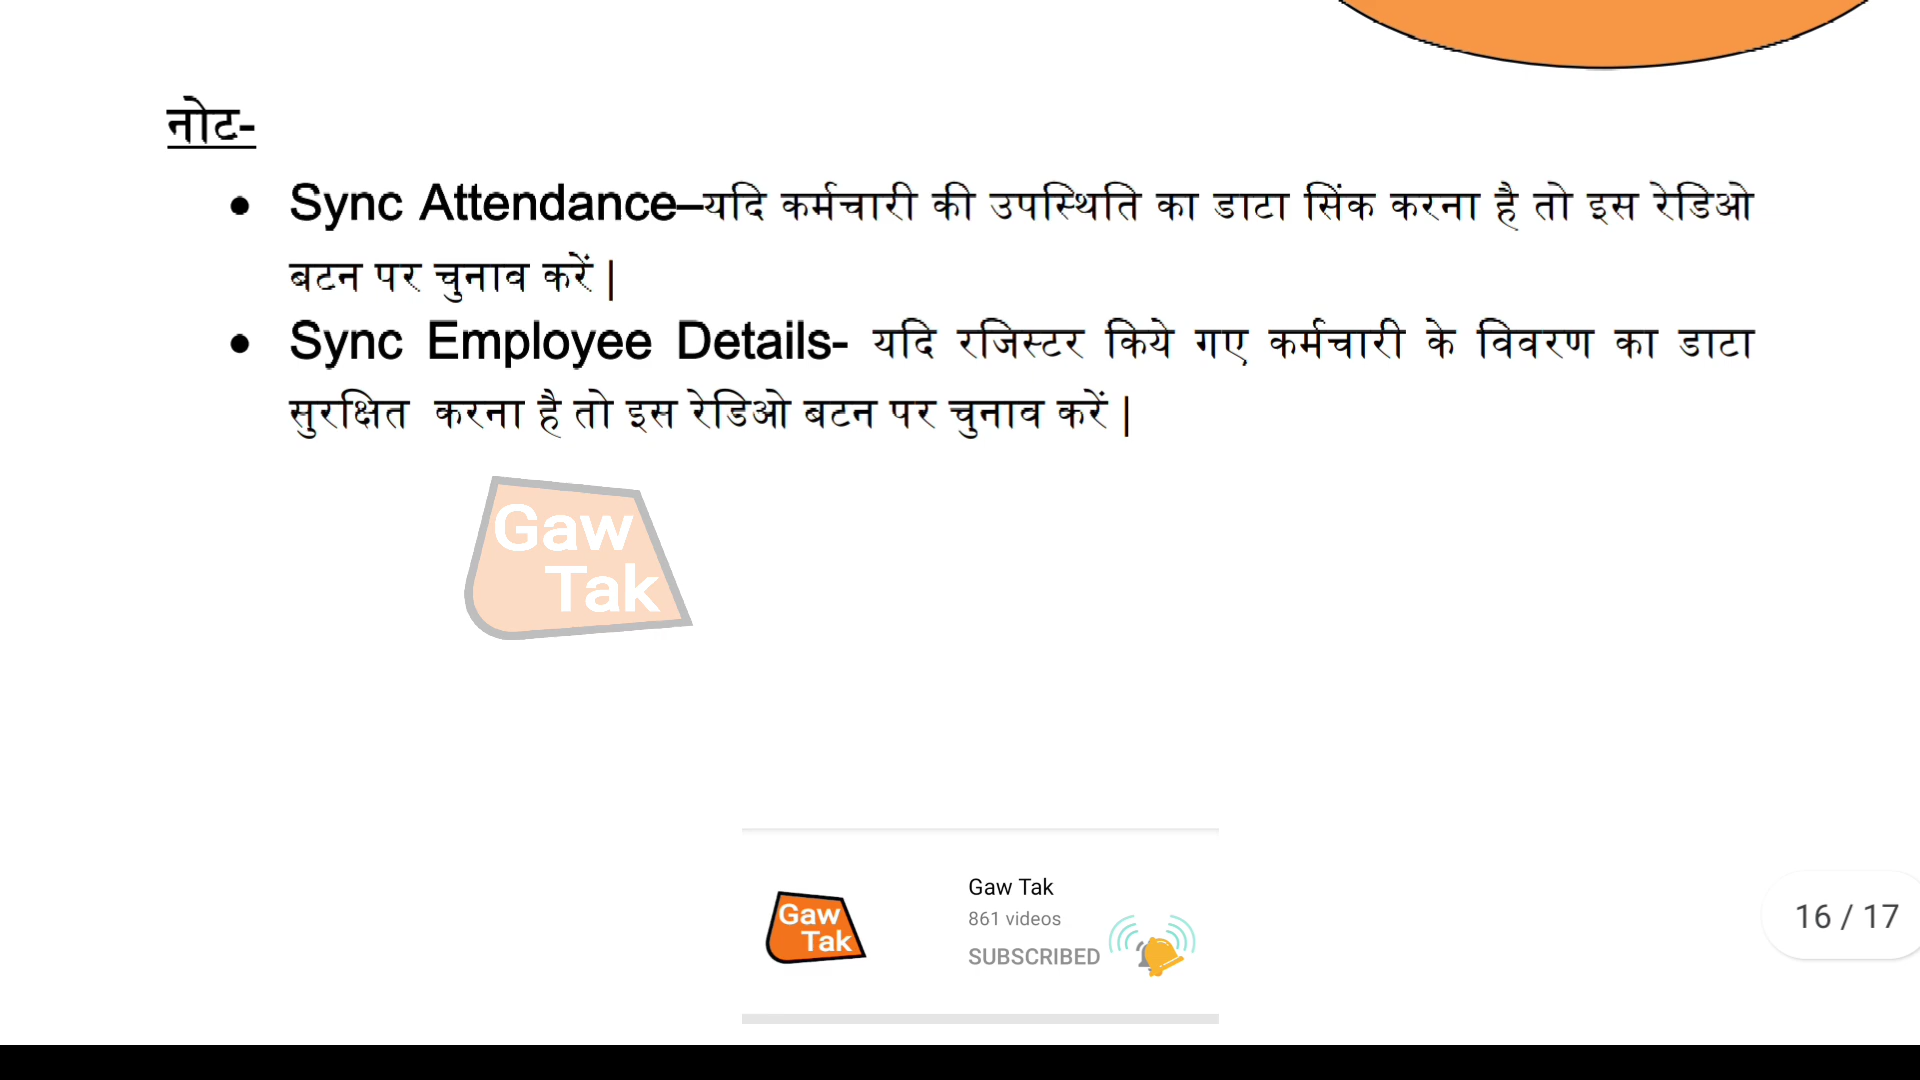 नोट-
• Sync Attendance–यदि कर्मचारी की उपस्थिति का डाटा सिंक करना है तो इस रेडिओ
बटन पर चुनाव करें |
• Sync Employee Details- यदि रजिस्टर किये गए कर्मचारी के विवरण का डाटा
सुरक्षित करना है तो इस रेडिओ बटन पर चुनाव करें |
Gaw
Tak
Gaw
Tak
Gaw Tak
861 videos
SUBSCRIBED
16 / 17